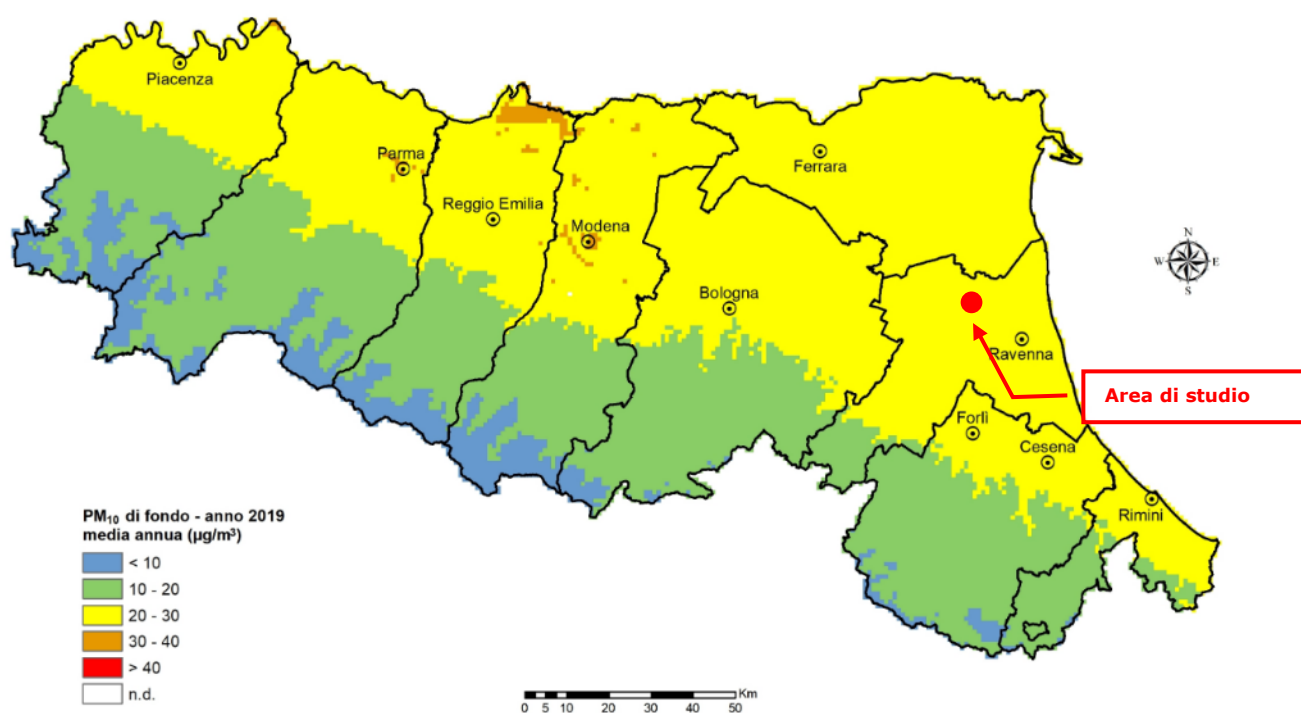 Piacenza
Parma
Reggio Emilia
Modena
Ferrara
Bologna
Ravenna
Forlì
Cesena
Rimini
N
W E
S
Area di studio
PM₁₀ di fondo - anno 2019
media annua (µg/m³)
< 10
10 - 20
20 - 30
30 - 40
> 40
n.d.
Km
0 5 10 20 30 40 50